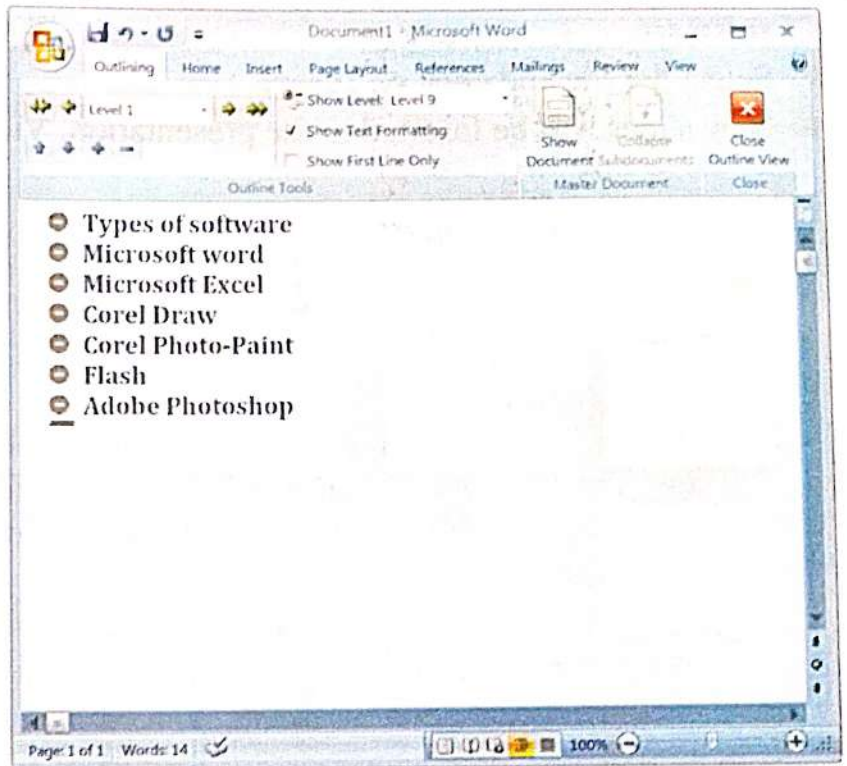 Document1 - Microsoft Word
Outlining Home Insert Page Layout References Mailings Review View
Level 1
Show Level: Level 9
Show Text Formatting
Show First Line Only
Show Document
Collapse Subdocuments
Close Outline View
Outline Tools Master Document Close
Types of software
Microsoft word
Microsoft Excel
Corel Draw
Corel Photo-Paint
Flash
Adobe Photoshop
Page: 1 of 1 Words: 14 100%